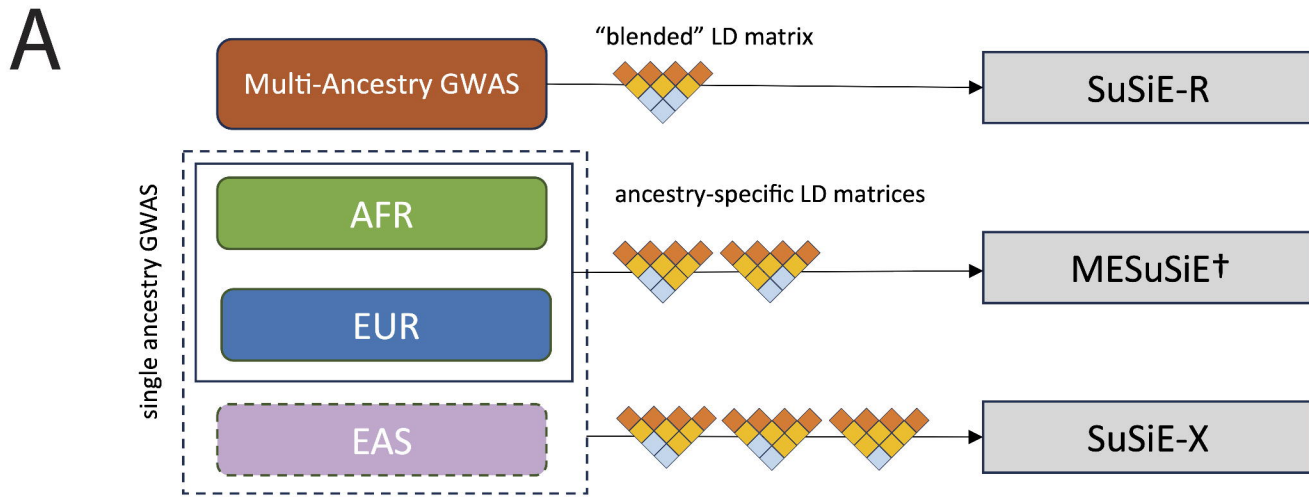 A
“blended” LD matrix
Multi-Ancestry GWAS
SuSiE-R
single ancestry GWAS
AFR
ancestry-specific LD matrices
MESuSiE†
EUR
EAS
SuSiE-X